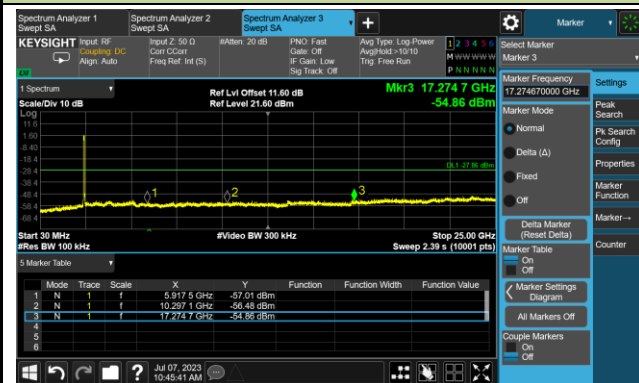 Spectrum Analyzer 1
Swept SA
Spectrum Analyzer 2
Swept SA
Spectrum Analyzer 3
Swept SA
Marker
KEYSIGHT
Input: RF
Coupling: DC
Align: Auto
Input Z: 50 Ω
Corr CCorr
Freq Ref: Int (S)
#Atten: 20 dB
PNO: Fast
Gate: Off
IF Gain: Low
Sig Track: Off
Avg Type: Log-Power
Avg|Hold:>10/10
Trig: Free Run
1 2 3 4 5 6
M W W W W W
P N N N N N
LV
1 Spectrum
Scale/Div 10 dB
Ref Lvl Offset 11.60 dB
Ref Level 21.60 dBm
Mkr3 17.274 7 GHz
-54.86 dBm
Log
11.6
1.60
-8.40
-18.4
-28.4
-38.4
-48.4
-58.4
-68.4
DL1 -27.86 dBm
1
2
3
Start 30 MHz
#Res BW 100 kHz
#Video BW 300 kHz
Stop 25.00 GHz
Sweep 2.39 s (10001 pts)
5 Marker Table
Mode Trace Scale X Y Function Function Width Function Value
1 N 1 f 5.917 5 GHz -57.01 dBm
2 N 1 f 10.297 1 GHz -56.48 dBm
3 N 1 f 17.274 7 GHz -54.86 dBm
4
5
6
Jul 07, 2023
10:45:41 AM
Select Marker
Marker 3
Marker Frequency
17.274670000 GHz
Marker Mode
Normal
Delta (Δ)
Fixed
Off
Delta Marker
(Reset Delta)
Marker Table
On
Off
Marker Settings
Diagram
All Markers Off
Couple Markers
On
Off
Settings
Peak
Search
Pk Search
Config
Properties
Marker
Function
Marker→
Counter